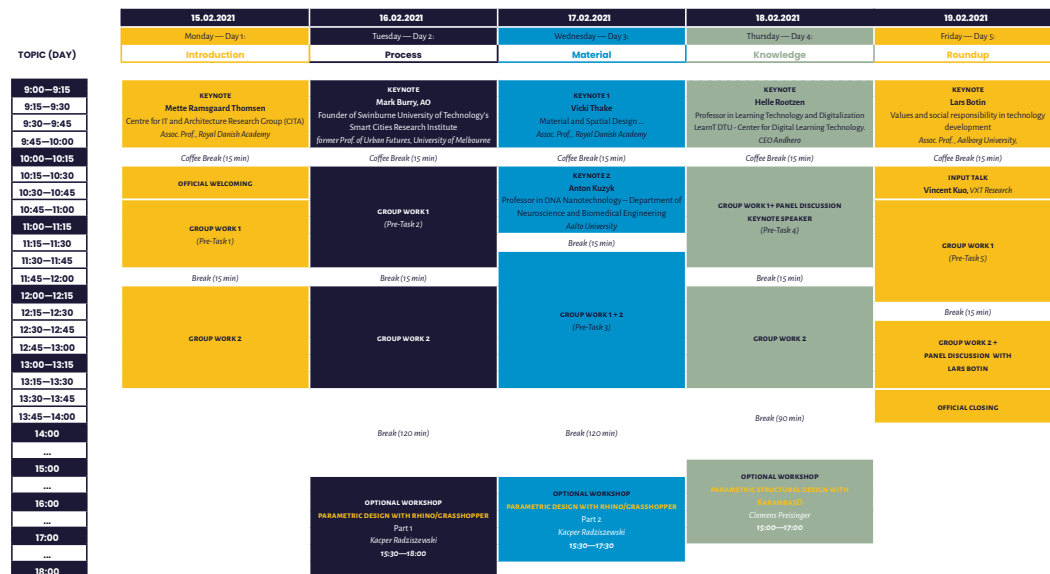 15.02.2021
16.02.2021
17.02.2021
18.02.2021
19.02.2021
Monday — Day 1:
Tuesday — Day 2:
Wednesday — Day 3:
Thursday — Day 4:
Friday — Day 5:
TOPIC (DAY)
Introduction
Process
Material
Knowledge
Roundup
9:00—9:15
9:15—9:30
9:30—9:45
9:45—10:00
10:00—10:15
10:15—10:30
10:30—10:45
10:45—11:00
11:00—11:15
11:15—11:30
11:30—11:45
11:45—12:00
12:00—12:15
12:15—12:30
12:30—12:45
12:45—13:00
13:00—13:15
13:15—13:30
13:30—13:45
13:45—14:00
14:00
...
15:00
...
16:00
...
17:00
...
18:00
KEYNOTE
Mette Ramsgaard Thomsen
Centre for IT and Architecture Research Group (CITA)
Assoc. Prof., Royal Danish Academy
Coffee Break (15 min)
OFFICIAL WELCOMING
GROUP WORK 1
(Pre-Task 1)
Break (15 min)
GROUP WORK 2
KEYNOTE
Mark Burry, AO
Founder of Swinburne University of Technology's
Smart Cities Research Institute
former Prof. of Urban Futures, University of Melbourne
Coffee Break (15 min)
GROUP WORK 1
(Pre-Task 2)
Break (15 min)
GROUP WORK 2
Break (120 min)
OPTIONAL WORKSHOP
PARAMETRIC DESIGN WITH RHINO/GRASSHOPPER
Part 1
Kacper Radziszewski
15:30—18:00
KEYNOTE 1
Vicki Thake
Material and Spatial Design ...
Assoc. Prof., Royal Danish Academy
Coffee Break (15 min)
KEYNOTE 2
Anton Kuzyk
Professor in DNA Nanotechnology – Department of
Neuroscience and Biomedical Engineering
Aalto University
Break (15 min)
GROUP WORK 1 + 2
(Pre-Task 3)
Break (120 min)
OPTIONAL WORKSHOP
PARAMETRIC DESIGN WITH RHINO/GRASSHOPPER
Part 2
Kacper Radziszewski
15:30—17:30
KEYNOTE
Helle Rootzen
Professor in Learning Technology and Digitalization
LearnT DTU - Center for Digital Learning Technology.
CEO Andhero
Coffee Break (15 min)
GROUP WORK 1+ PANEL DISCUSSION
KEYNOTE SPEAKER
(Pre-Task 4)
Break (15 min)
GROUP WORK 2
Break (90 min)
OPTIONAL WORKSHOP
PARAMETRIC STRUCTURAL DESIGN WITH
KARAMBA3D
Clemens Preisinger
15:00—17:00
KEYNOTE
Lars Botin
Values and social responsibility in technology
development
Assoc. Prof., Aalborg University,
Coffee Break (15 min)
INPUT TALK
Vincent Kuo, VXT Research
GROUP WORK 1
(Pre-Task 5)
Break (15 min)
GROUP WORK 2 +
PANEL DISCUSSION WITH
LARS BOTIN
OFFICIAL CLOSING